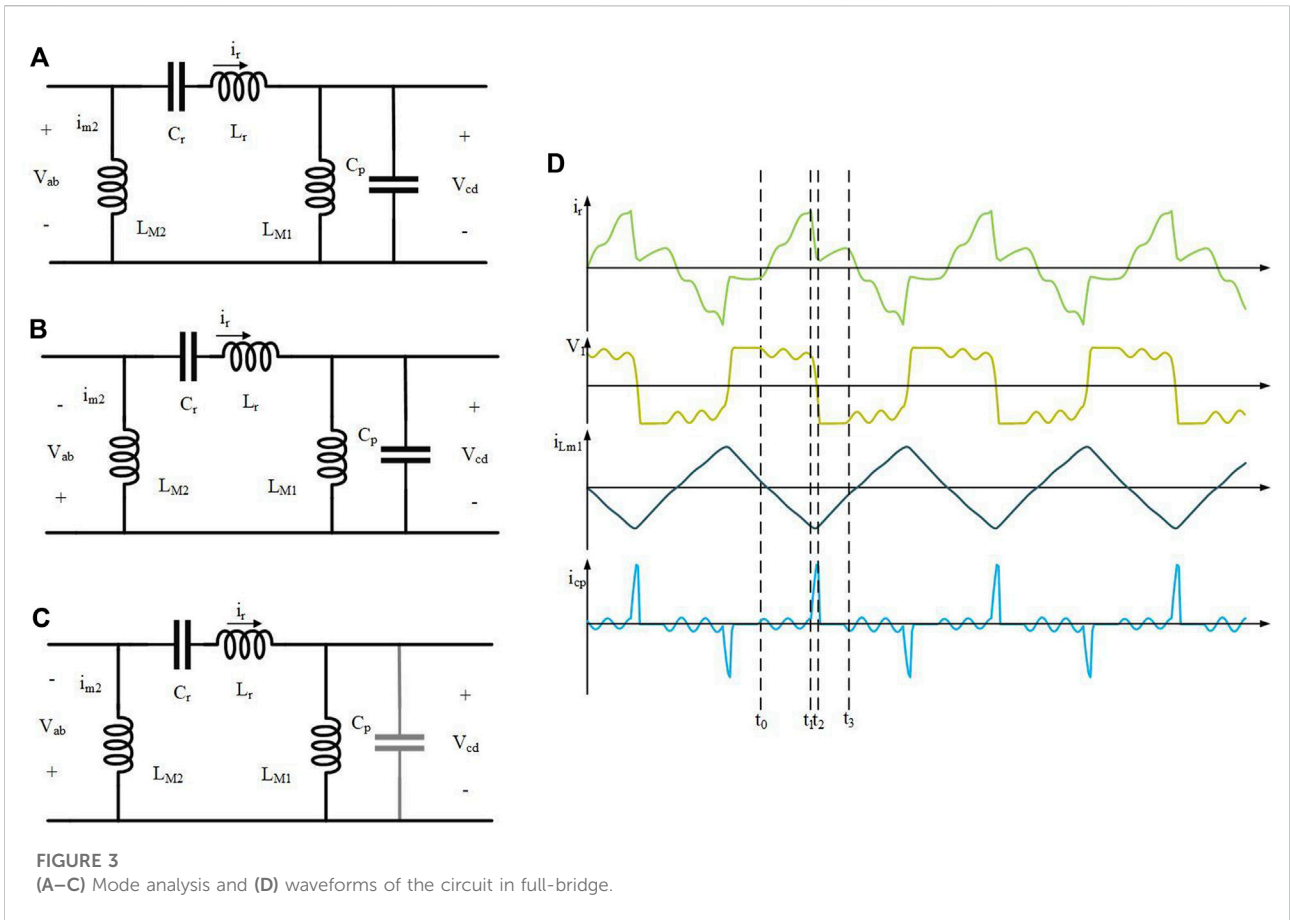 A
i_r
+
i_m2
C_r
L_r
V_ab
C_p
+
V_cd
-
L_M2
L_M1
-
B
i_r
-
i_m2
C_r
L_r
V_ab
C_p
+
V_cd
+
L_M2
L_M1
-
C
i_r
-
i_m2
C_r
L_r
V_ab
C_p
+
V_cd
+
L_M2
L_M1
-
D
i_r
V_1
i_Lm1
i_cp
t_0
t_1
t_2
t_3
FIGURE 3
(A–C) Mode analysis and (D) waveforms of the circuit in full-bridge.